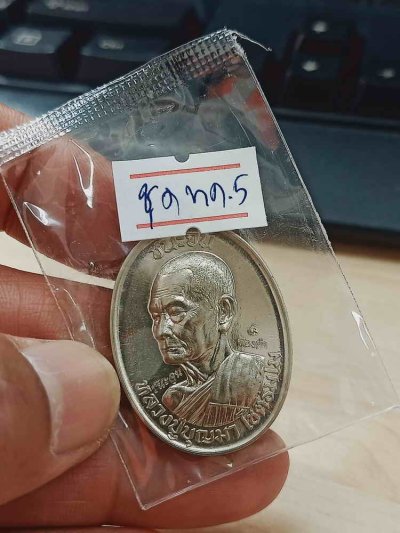 ชุด ทด.5
ชนะจน
หลวงปู่บุญมา โชติธมฺโม